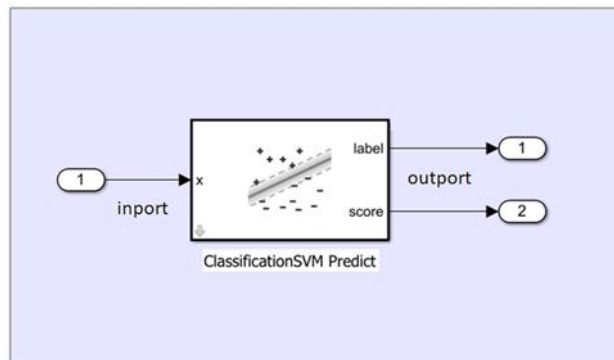 label
1
1
x
outport
inport
score
2
ClassificationSVM Predict